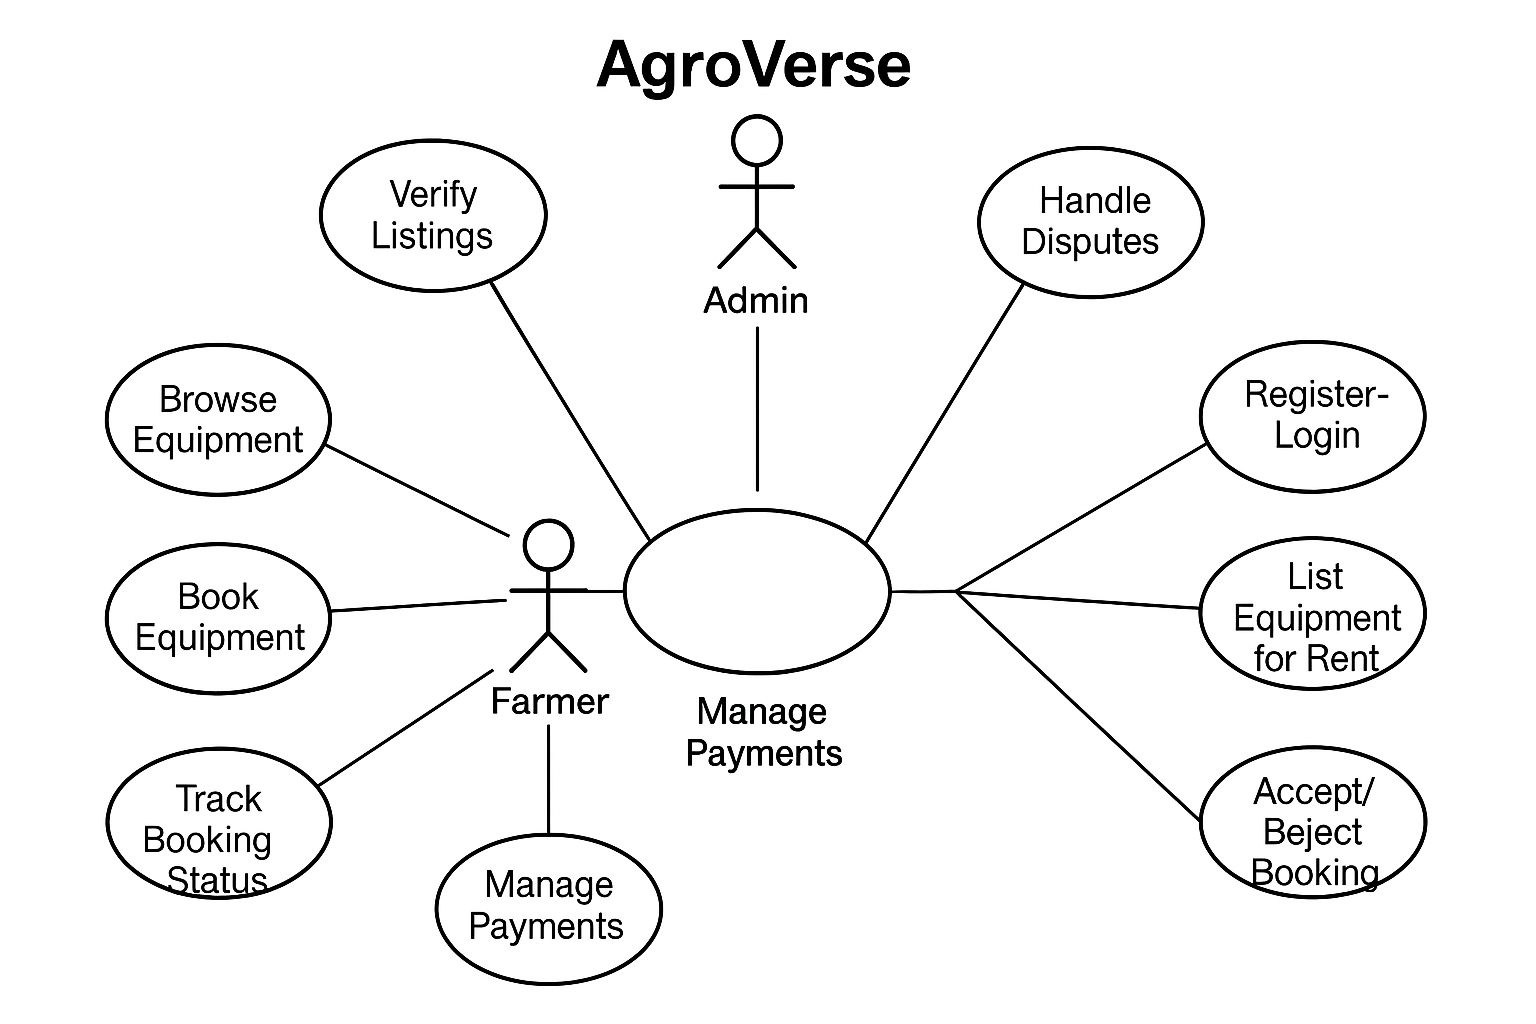 AgroVerse
Verify
Listings
Admin
Handle
Disputes
Browse
Equipment
Register-
Login
Book
Equipment
List
Equipment
for Rent
Farmer
Manage
Payments
Track
Booking
Status
Manage
Payments
Accept/
Beject
Booking